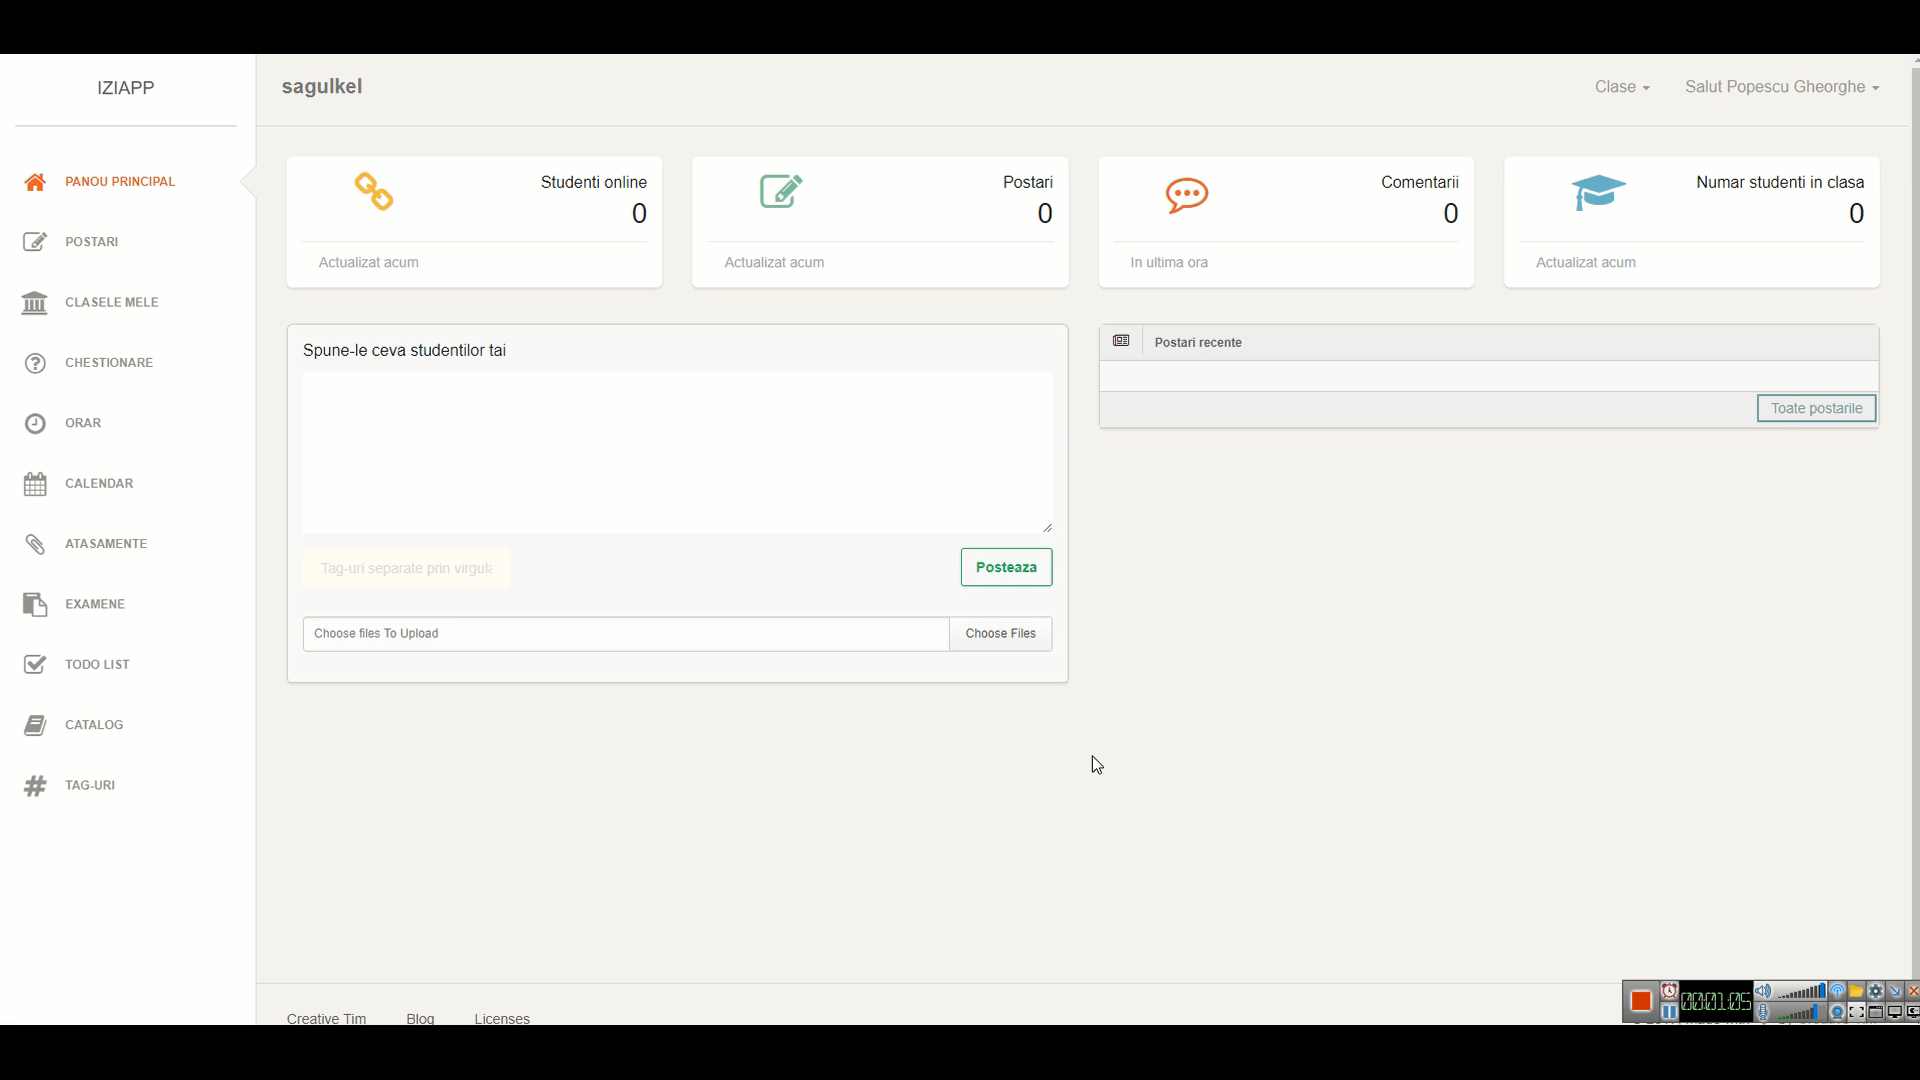 IZIAPP
sagulkel
Clase
Salut Popescu Gheorghe
PANOU PRINCIPAL
POSTARI
CLASELE MELE
CHESTIONARE
ORAR
CALENDAR
ATASAMENTE
EXAMENE
TODO LIST
CATALOG
TAG-URI
Studenti online
0
Actualizat acum
Postari
0
Actualizat acum
Comentarii
0
In ultima ora
Numar studenti in clasa
0
Actualizat acum
Spune-le ceva studentilor tai
Tag-uri separate prin virgula
Posteaza
Choose files To Upload
Choose Files
Postari recente
Toate postarile
Creative Tim
Blog
Licenses
00:01:05